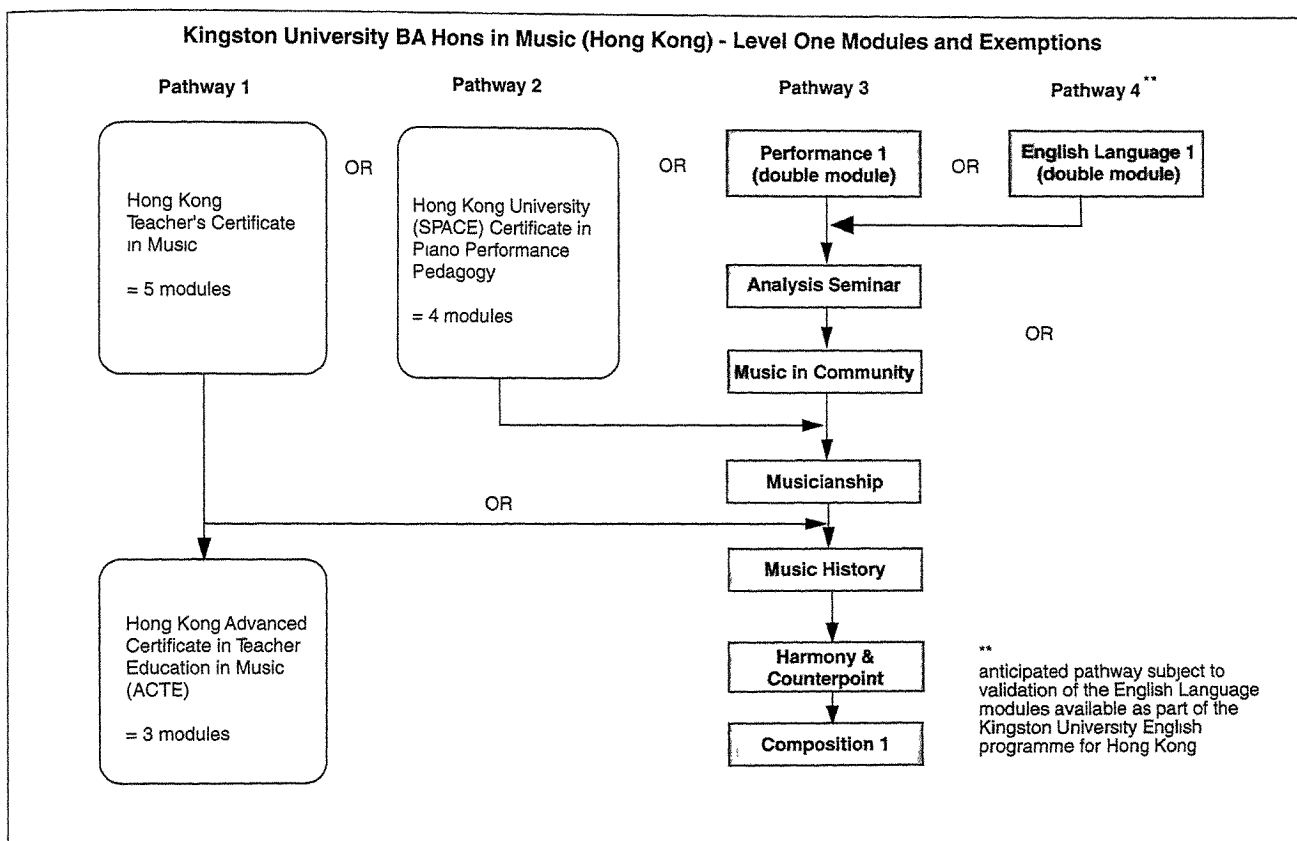 Kingston University BA Hons in Music (Hong Kong) - Level One Modules and Exemptions
Pathway 1
Pathway 2
Pathway 3
Pathway 4**
Hong Kong
Teacher's Certificate
in Music
= 5 modules
OR
Hong Kong University
(SPACE) Certificate in
Piano Performance
Pedagogy
= 4 modules
OR
Performance 1
(double module)
OR
English Language 1
(double module)
Analysis Seminar
OR
Music in Community
Musicianship
OR
Music History
Hong Kong Advanced
Certificate in Teacher
Education in Music
(ACTE)
= 3 modules
Harmony &
Counterpoint
Composition 1
**
anticipated pathway subject to
validation of the English Language
modules available as part of the
Kingston University English
programme for Hong Kong